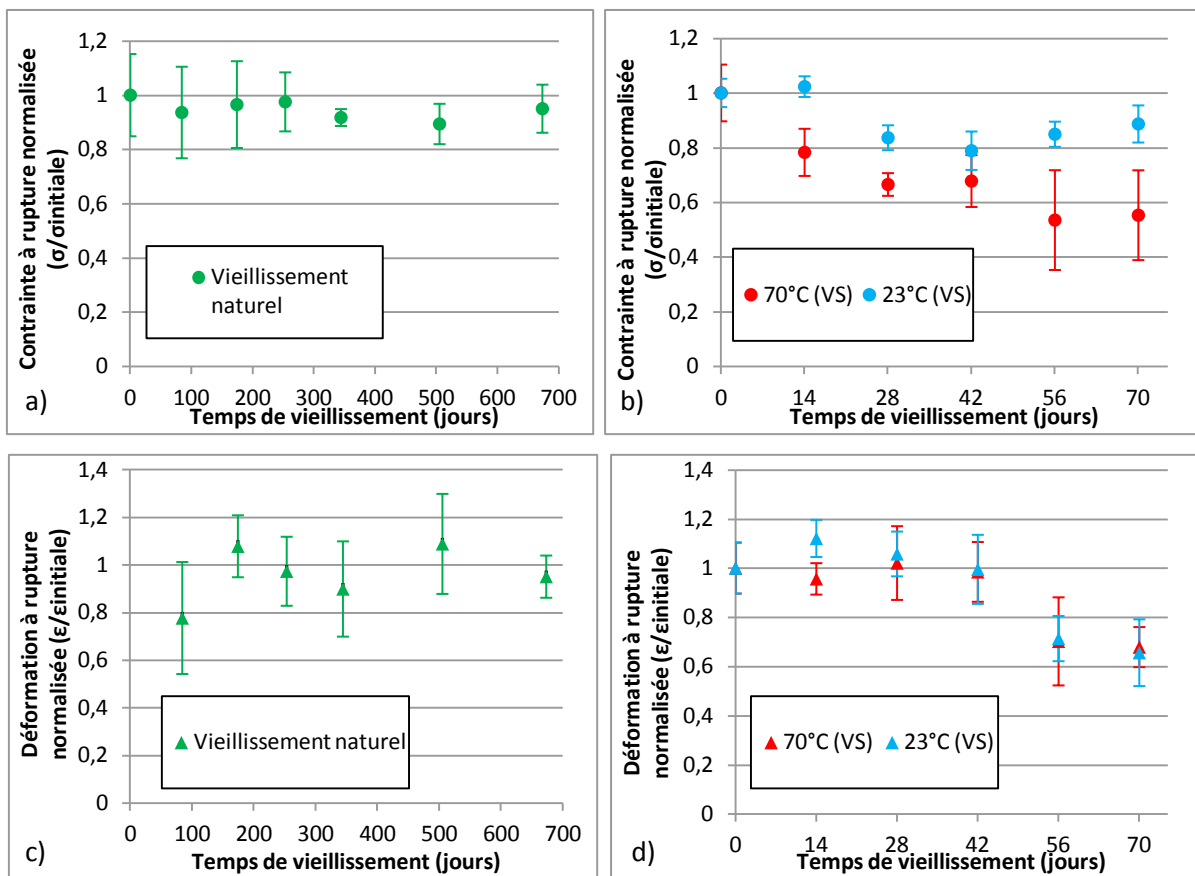 Contrainte à rupture normalisée
(σ/σinitiale)
1,2
1
0,8
0,6
0,4
0,2
0
Vieillissement
naturel
0 100 200 300 400 500 600 700
Temps de vieillissement (jours)
a)
Contrainte à rupture normalisée
(σ/σinitiale)
1,2
1
0,8
0,6
0,4
0,2
0
70°C (VS) 23°C (VS)
0 14 28 42 56 70
Temps de vieillissement (jours)
b)
Déformation à rupture
normalisée (ε/εinitiale)
1,4
1,2
1
0,8
0,6
0,4
0,2
0
Vieillissement naturel
0 100 200 300 400 500 600 700
Temps de vieillissement (jours)
c)
Déformation à rupture
normalisée (ε/εinitiale)
1,4
1,2
1
0,8
0,6
0,4
0,2
0
70°C (VS) 23°C (VS)
0 14 28 42 56 70
Temps de vieillissement (jours)
d)